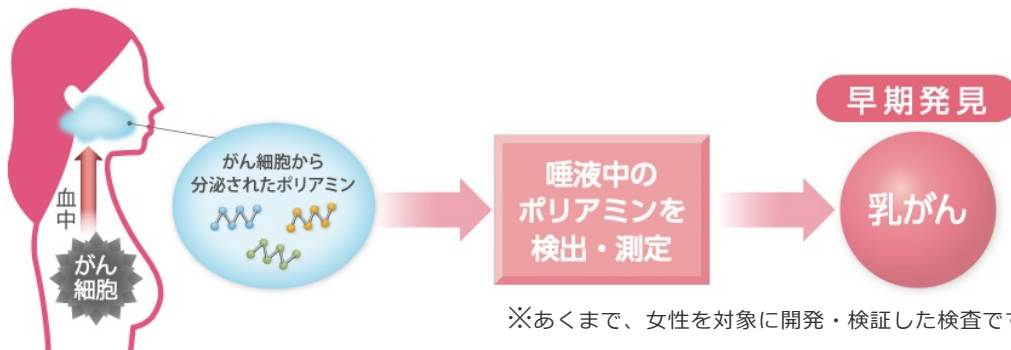 早期発見
がん細胞から
分泌されたポリアミン
血中
がん
細胞
唾液中の
ポリアミンを
検出・測定
乳がん
※あくまで、女性を対象に開発・検証した検査で